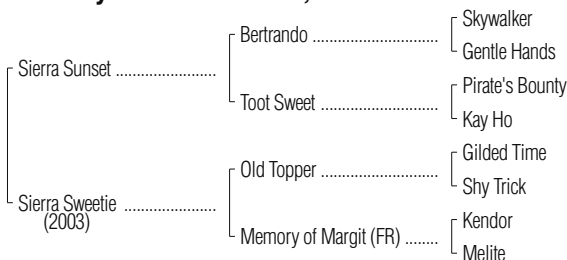 Sierra Sunset ........................
Bertrando ..............................
Skywalker
Gentle Hands
Toot Sweet ............................
Pirate's Bounty
Kay Ho
Sierra Sweetie ......................
(2003)
Old Topper ............................
Gilded Time
Shy Trick
Memory of Margit (FR) ........
Kendor
Melite